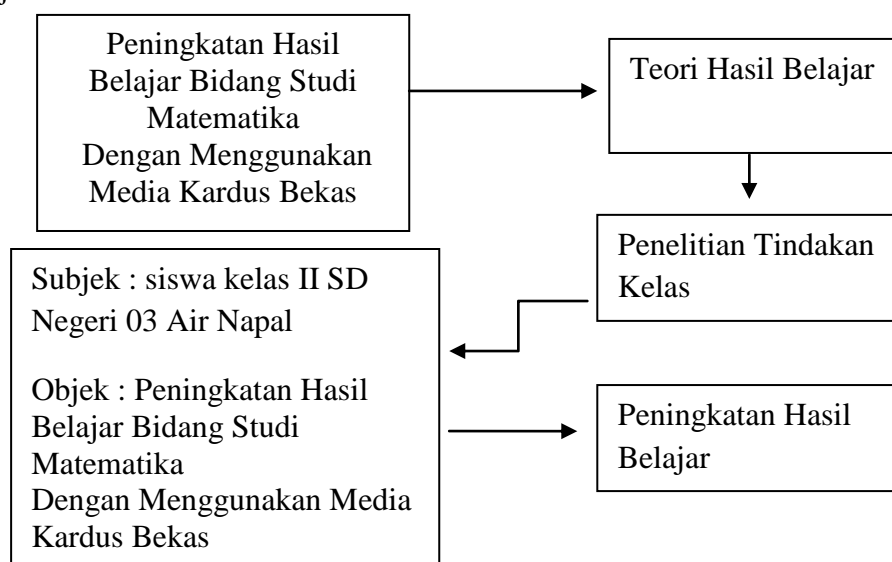 Peningkatan Hasil
Belajar Bidang Studi
Matematika
Dengan Menggunakan
Media Kardus Bekas
Teori Hasil Belajar
Penelitian Tindakan
Kelas
Subjek : siswa kelas II SD
Negeri 03 Air Napal
Objek : Peningkatan Hasil
Belajar Bidang Studi
Matematika
Dengan Menggunakan Media
Kardus Bekas
Peningkatan Hasil
Belajar